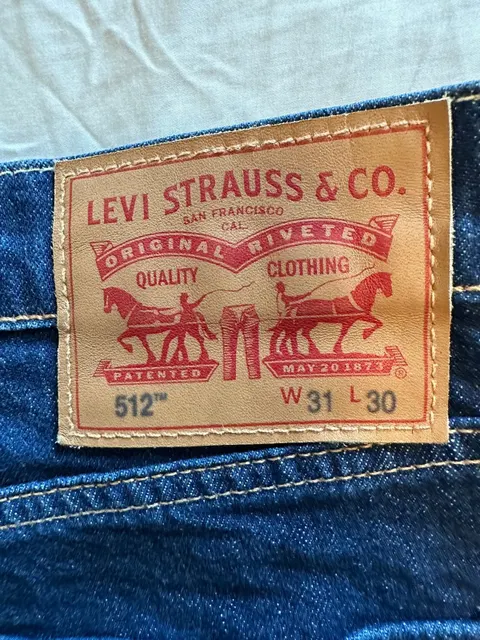 LEVI STRAUSS & CO.
SAN FRANCISCO
CAL.
ORIGINAL RIVETED
QUALITY CLOTHING
PATENTED MAY 20 1873 ®
512™ W 31 L 30